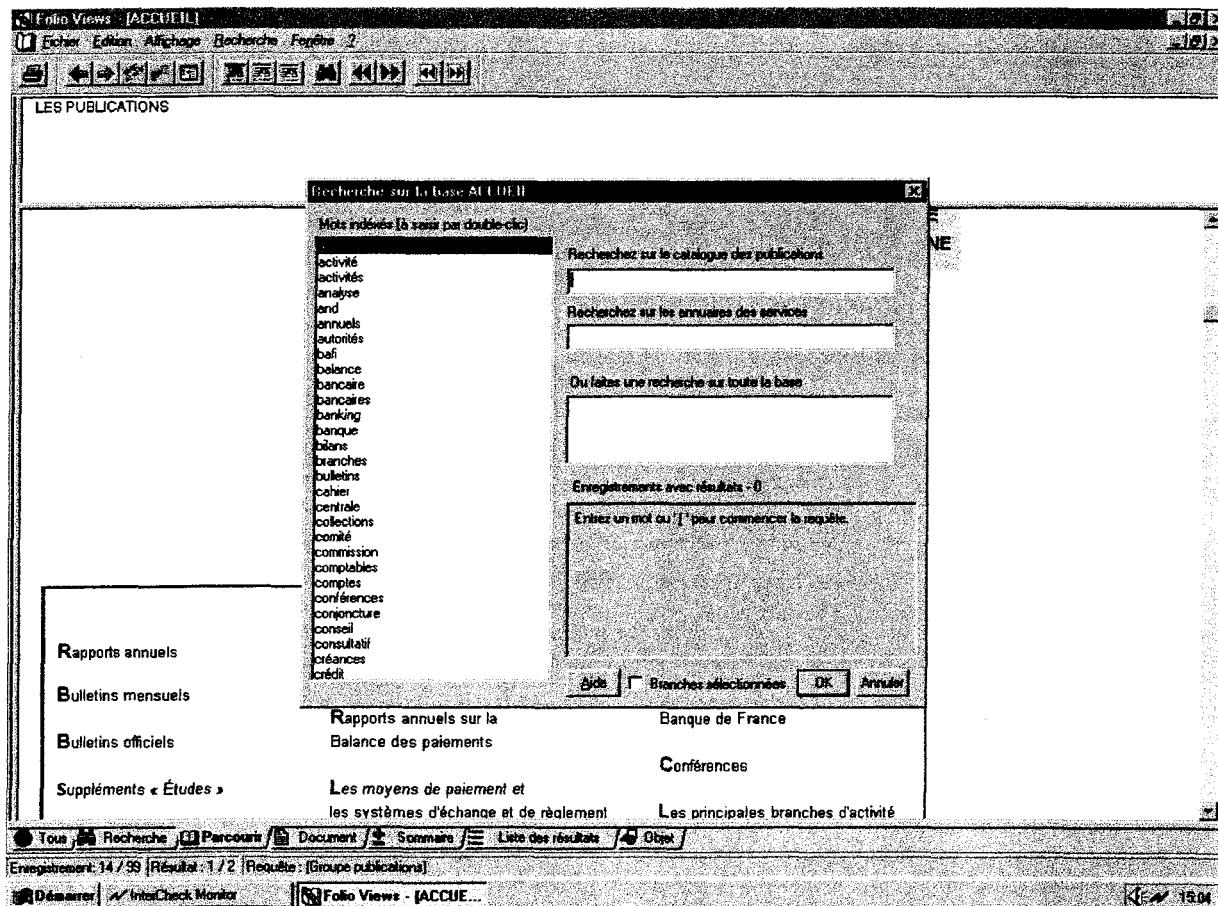 Folio Views - [ACCUEIL]
Fichier Edition Affichage Recherche Fenêtre ?
LES PUBLICATIONS
Recherche sur la base ACCUEIL
Mots indexés (à saisir par double-clic)
activité
activités
analyse
and
annuels
autorités
bafi
balance
bancaire
bancaires
banking
banque
bilans
branches
bulletins
cahier
centrale
collections
comité
commission
comptables
comptes
conférences
conjoncture
conseil
consultatif
créances
crédit
Recherchez sur le catalogue des publications
Recherchez sur les annuaires des services
Ou faites une recherche sur toute la base
Enregistrements avec résultats - 0
Entrez un mot ou '[' pour commencer la requête.
Aide
Branches sélectionnées
OK
Annuler
NE
Rapports annuels
Bulletins mensuels
Bulletins officiels
Suppléments « Études »
Rapports annuels sur la
Balance des paiements
Les moyens de paiement et
les systèmes d'échange et de règlement
Banque de France
Conférences
Les principales branches d'activité
Tous Recherche Parcourir Document Sommaire Liste des résultats Objet
Enregistrement: 14 / 39 Résultat : 1 / 2 Requête : [Groupe publications]
Démarrer InterCheck Monitor Folio Views - [ACCUE... 15:04